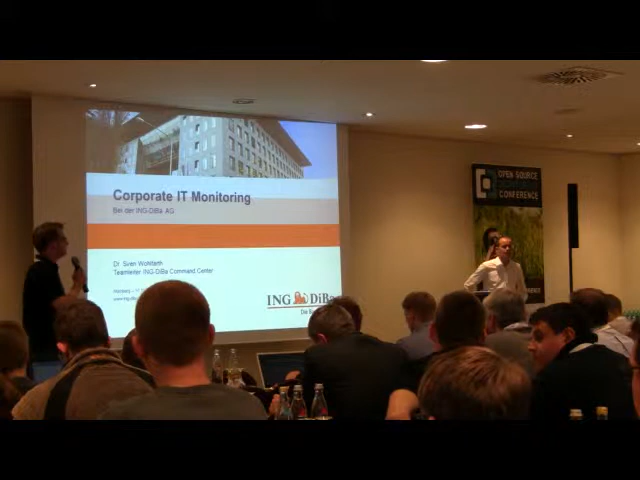 Corporate IT Monitoring
Bei der ING-DiBa AG
Dr. Sven Wohlfarth
Teamleiter ING-DiBa Command Center
ING DiBa
Die
OPEN SOURCE
CONFERENCE